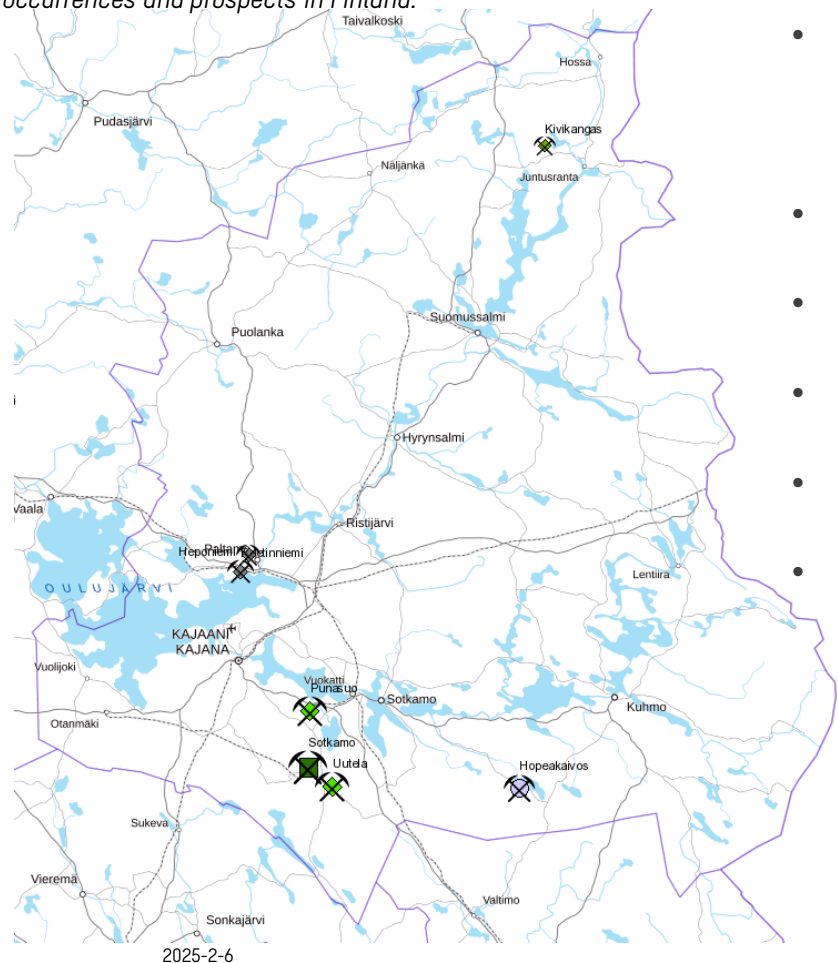 occurrences and prospects in Finland.
Taivalkoski
Hossa
Pudasjärvi
Kivikangas
Näljänkä
Juntusranta
Suomussalmi
Puolanka
i
Hyrynsalmi
Vaala
Ristijärvi
Heponiemi
Lentiira
OULUJÄRVI
KAJAANI
KAJANA
Vuolijoki
Vuokatti
Punasuo
Sotkamo
Kuhmo
Otanmäki
Sotkamo
Uutela
Hopeakaivos
Sukeva
Vieremä
Valtimo
Sonkajärvi
2025-2-6